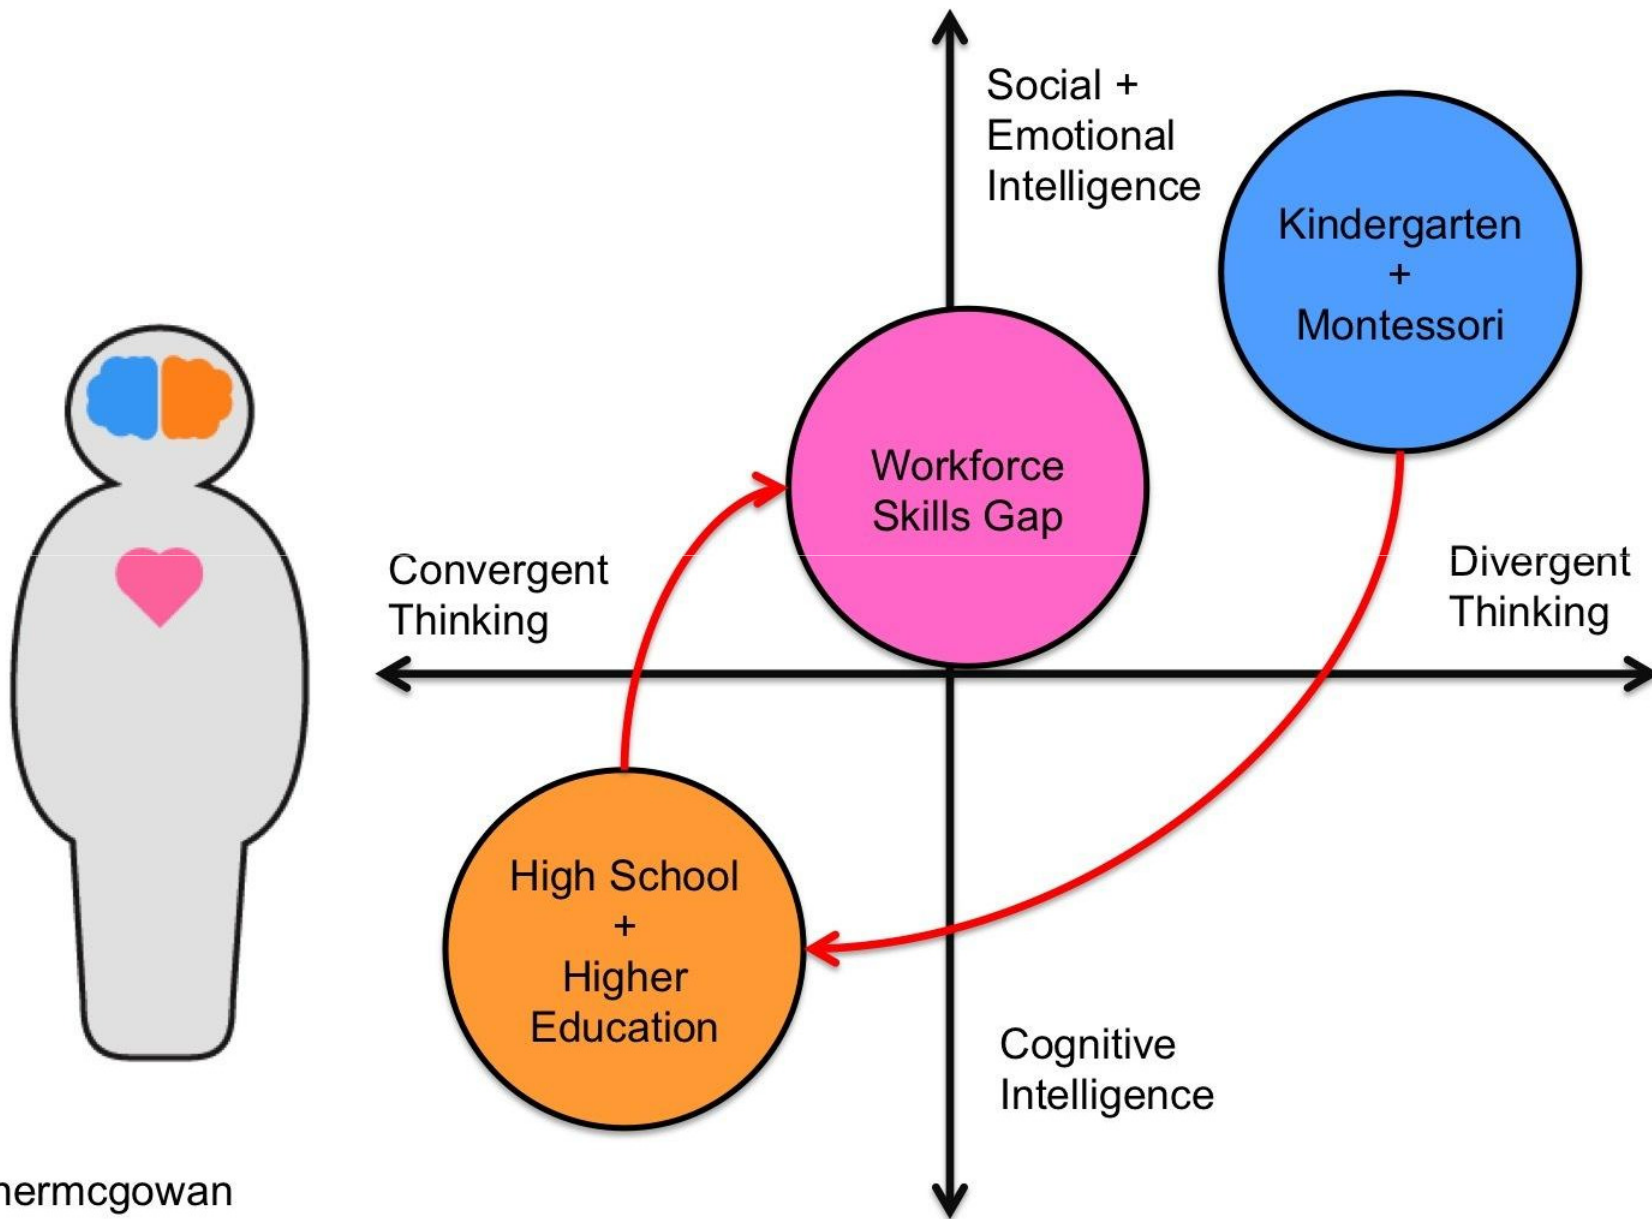 Social +
Emotional
Intelligence
Kindergarten
+
Montessori
Workforce
Skills Gap
Convergent
Thinking
Divergent
Thinking
High School
+
Higher
Education
Cognitive
Intelligence
hermcgowan